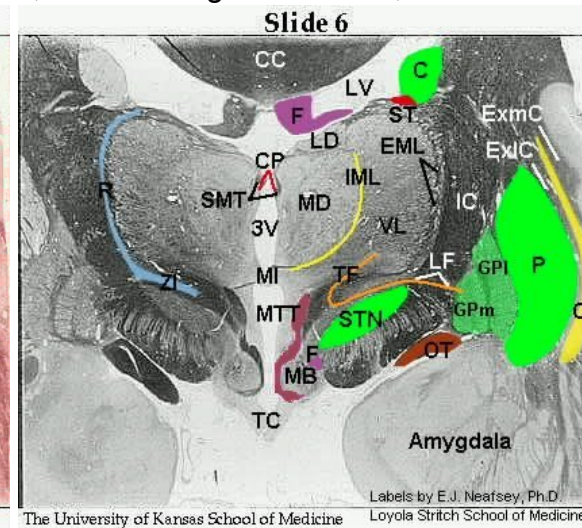 Slide 6
CC
LV
C
F
ST
ExmC
LD
EML
ExlC
CP
R
IML
SMT
MD
IC
3V
VL
LF
GPl
P
ZI
MI
TF
MTT
GPm
C
STN
F
OT
MB
TC
Amygdala
Labels by E.J. Neafsey, Ph.D.
The University of Kansas School of Medicine
Loyola Stritch School of Medicine